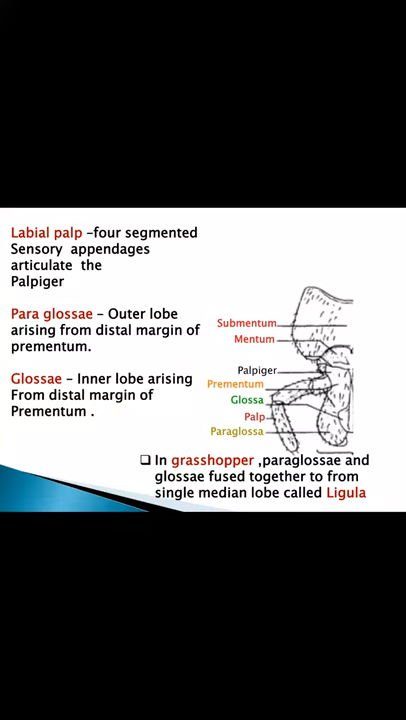 Labial palp –four segmented
Sensory appendages
articulate the
Palpiger
Para glossae – Outer lobe
arising from distal margin of
prementum.
Glossae – Inner lobe arising
From distal margin of
Prementum .
Submentum
Mentum
Palpiger
Prementum
Glossa
Palp
Paraglossa
❑ In grasshopper ,paraglossae and
glossae fused together to from
single median lobe called Ligula